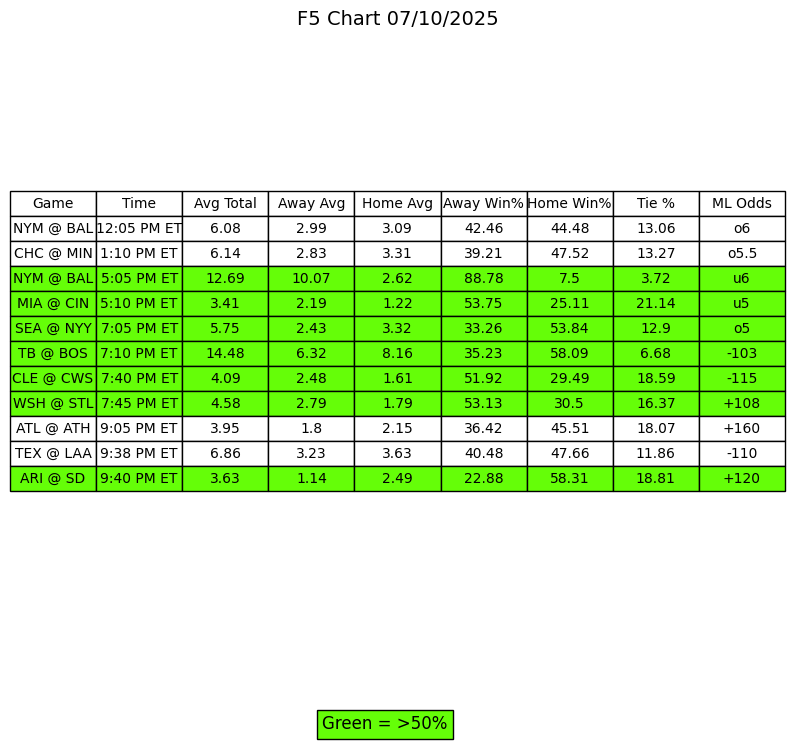 F5 Chart 07/10/2025
Game Time Avg Total Away Avg Home Avg Away Win% Home Win% Tie % ML Odds
NYM @ BAL 12:05 PM ET 6.08 2.99 3.09 42.46 44.48 13.06 o6
CHC @ MIN 1:10 PM ET 6.14 2.83 3.31 39.21 47.52 13.27 o5.5
NYM @ BAL 5:05 PM ET 12.69 10.07 2.62 88.78 7.5 3.72 u6
MIA @ CIN 5:10 PM ET 3.41 2.19 1.22 53.75 25.11 21.14 u5
SEA @ NYY 7:05 PM ET 5.75 2.43 3.32 33.26 53.84 12.9 o5
TB @ BOS 7:10 PM ET 14.48 6.32 8.16 35.23 58.09 6.68 -103
CLE @ CWS 7:40 PM ET 4.09 2.48 1.61 51.92 29.49 18.59 -115
WSH @ STL 7:45 PM ET 4.58 2.79 1.79 53.13 30.5 16.37 +108
ATL @ ATH 9:05 PM ET 3.95 1.8 2.15 36.42 45.51 18.07 +160
TEX @ LAA 9:38 PM ET 6.86 3.23 3.63 40.48 47.66 11.86 -110
ARI @ SD 9:40 PM ET 3.63 1.14 2.49 22.88 58.31 18.81 +120
Green = >50%